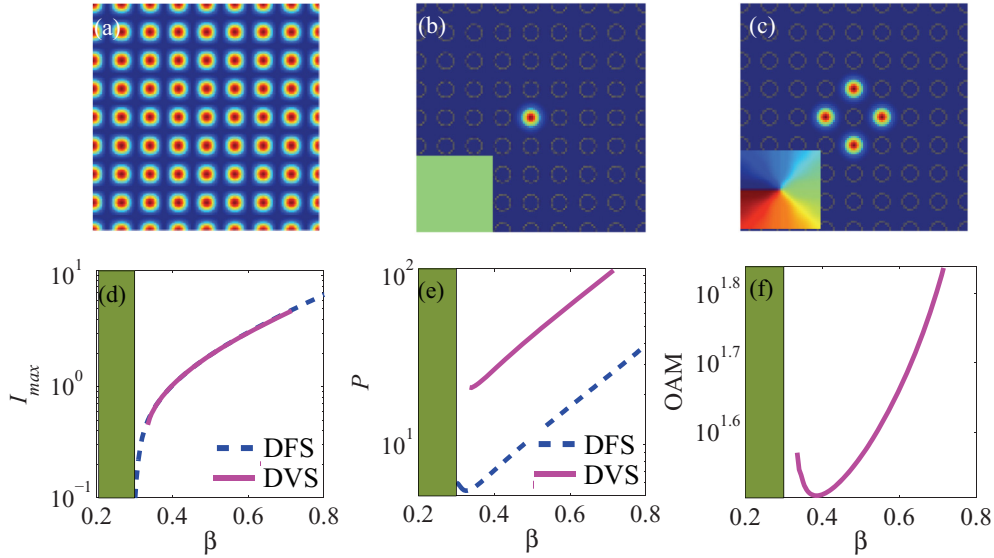 (a) (b) (c)
(d) (e) (f)
10^1
10^0
10^-1
I_max
0.2 0.4 0.6 0.8
β
DFS
DVS
10^2
10^1
P
0.2 0.4 0.6 0.8
β
DFS
DVS
10^1.8
10^1.7
10^1.6
OAM
0.2 0.4 0.6 0.8
β